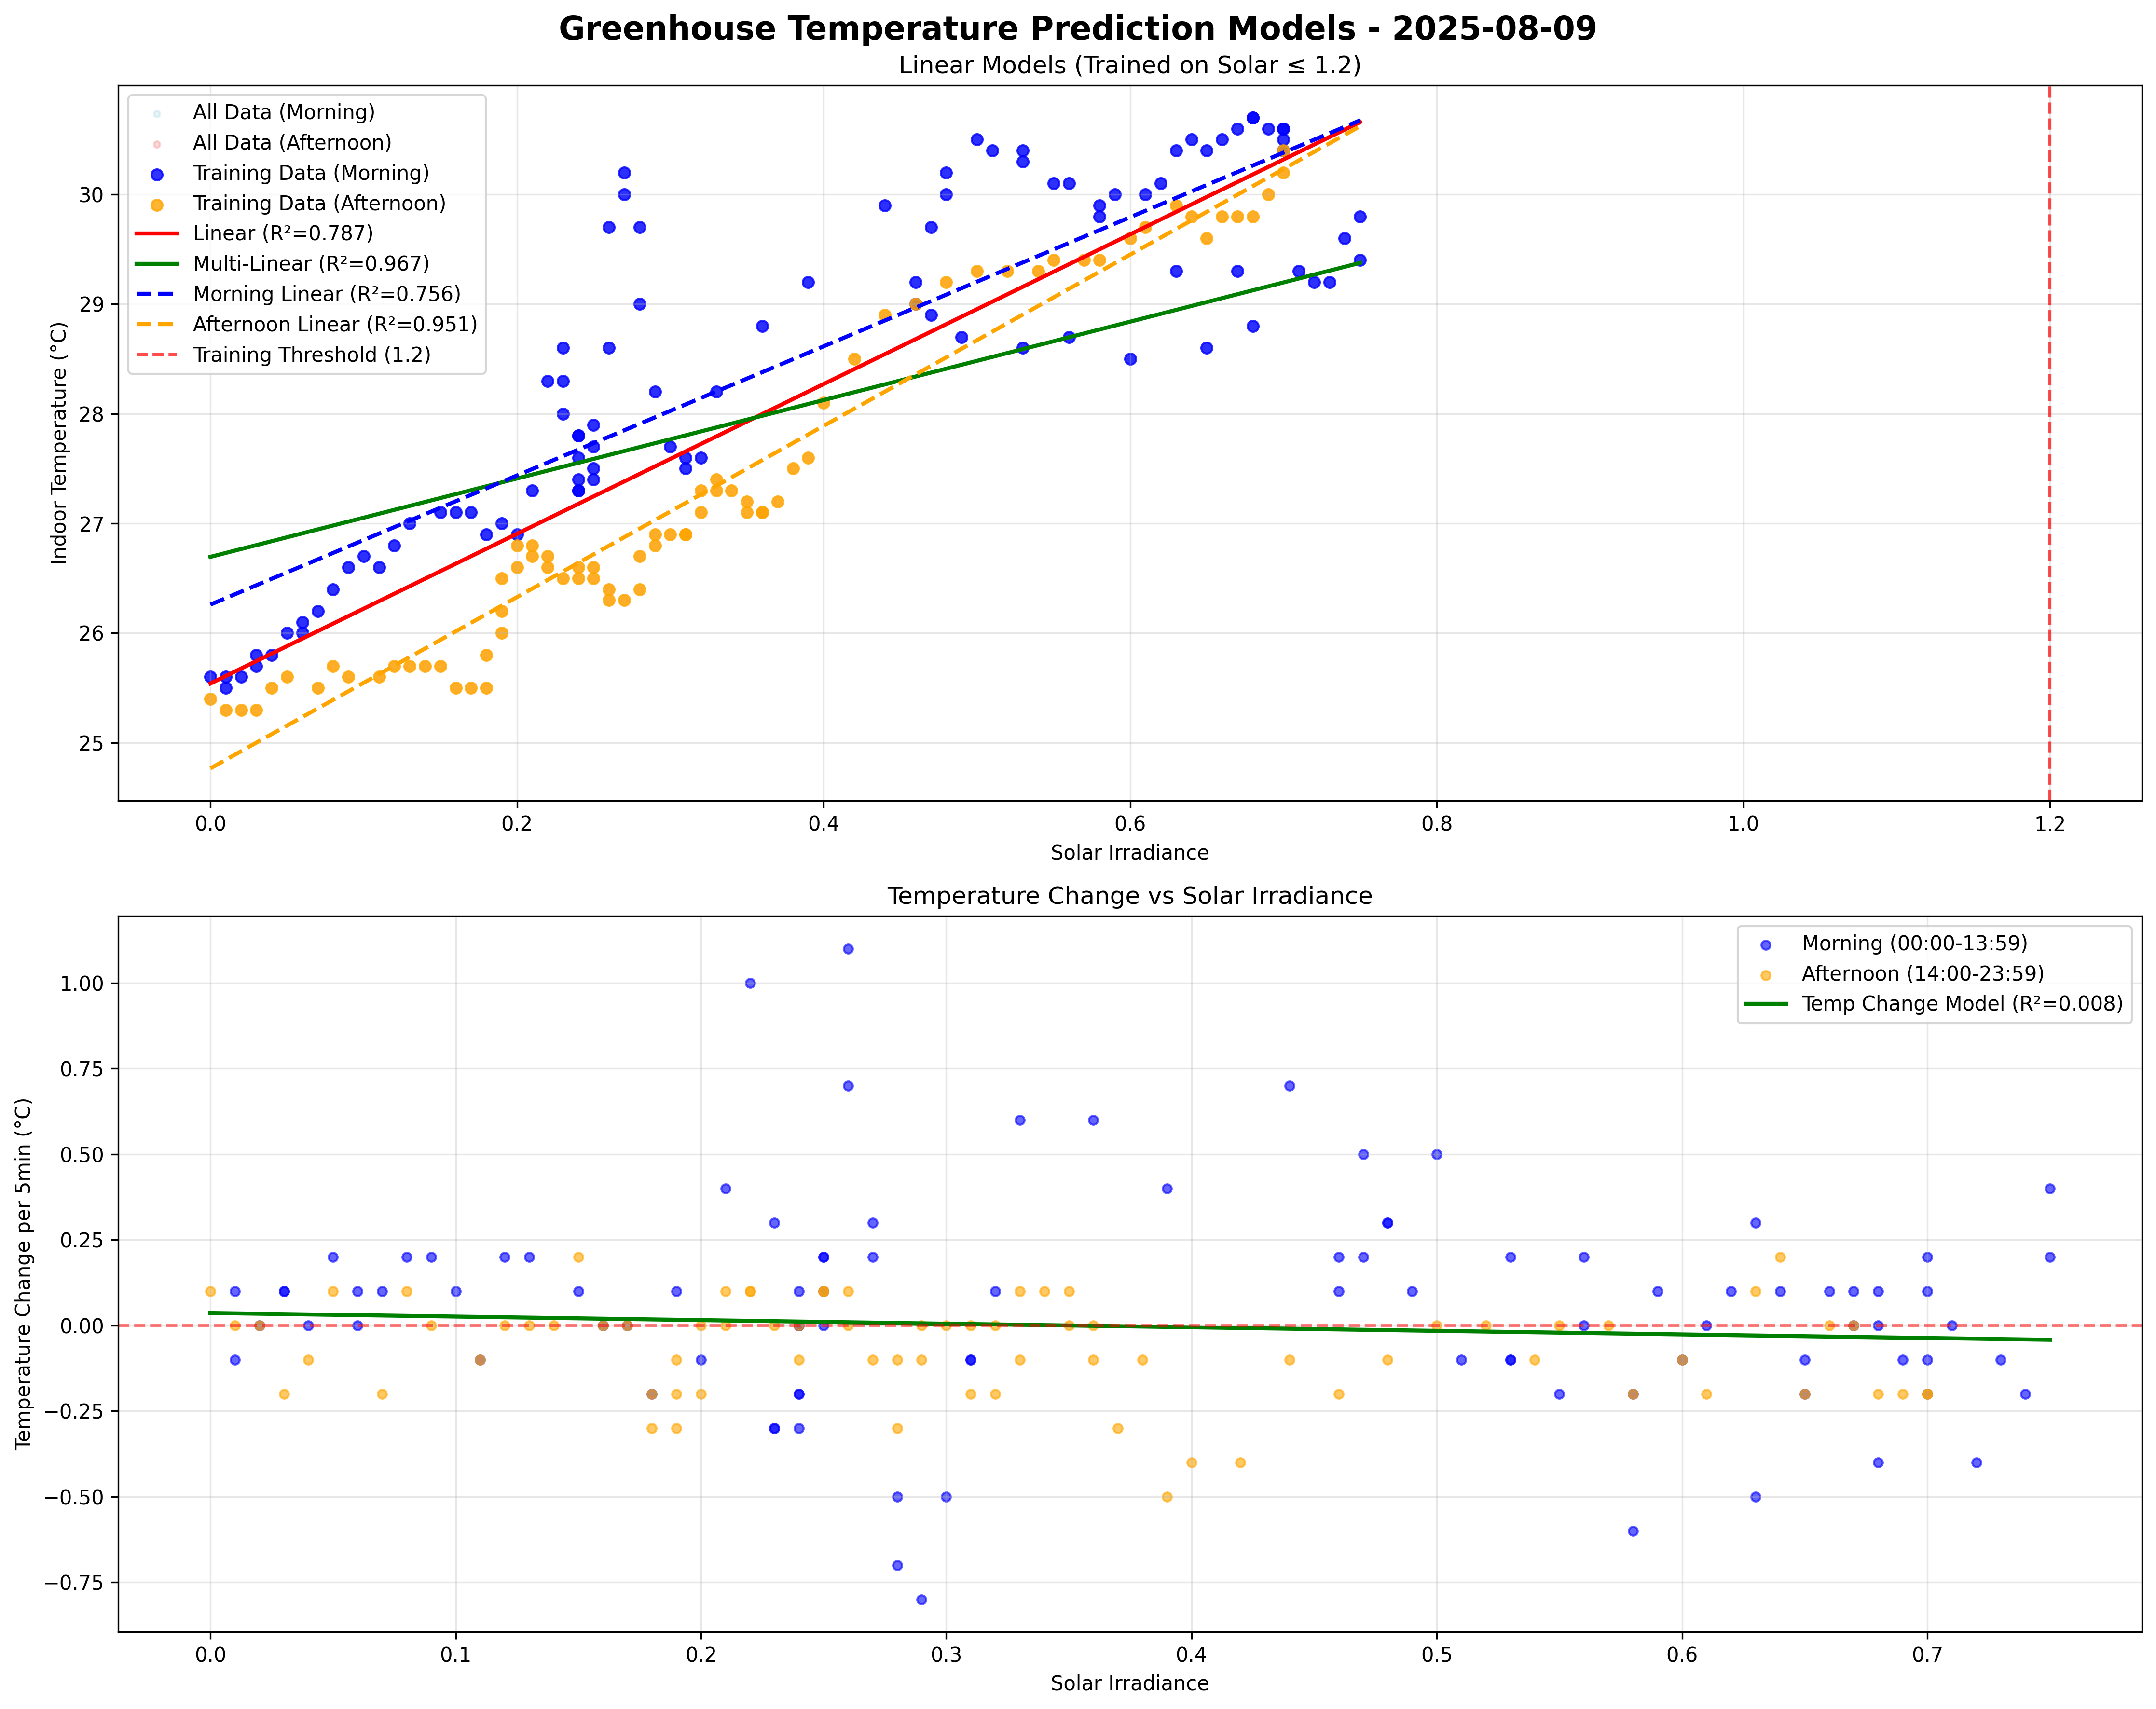 Greenhouse Temperature Prediction Models - 2025-08-09
Linear Models (Trained on Solar ≤ 1.2)
All Data (Morning)
All Data (Afternoon)
Training Data (Morning)
Training Data (Afternoon)
Linear (R²=0.787)
Multi-Linear (R²=0.967)
Morning Linear (R²=0.756)
Afternoon Linear (R²=0.951)
Training Threshold (1.2)
Indoor Temperature (°C)
30
29
28
27
26
25
0.0 0.2 0.4 0.6 0.8 1.0 1.2
Solar Irradiance
Temperature Change vs Solar Irradiance
Morning (00:00-13:59)
Afternoon (14:00-23:59)
Temp Change Model (R²=0.008)
Temperature Change per 5min (°C)
1.00
0.75
0.50
0.25
0.00
−0.25
−0.50
−0.75
0.0 0.1 0.2 0.3 0.4 0.5 0.6 0.7
Solar Irradiance